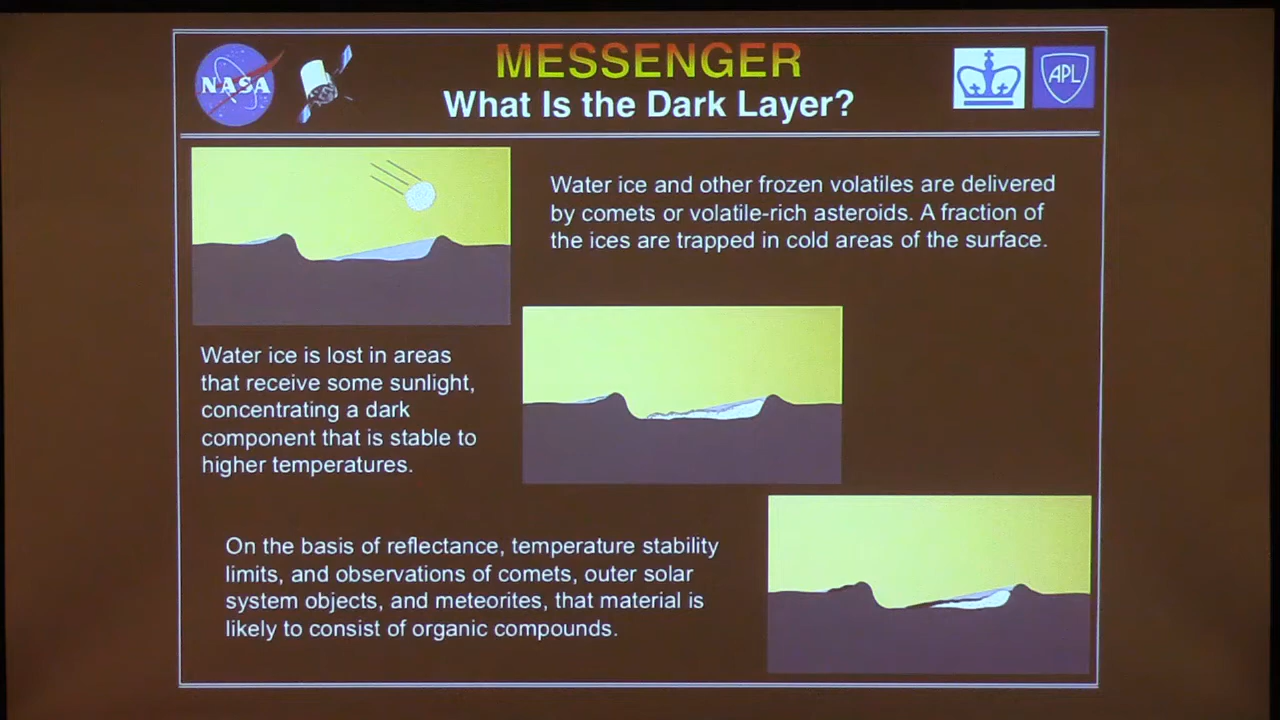 NASA
MESSENGER
What Is the Dark Layer?
APL
Water ice and other frozen volatiles are delivered
by comets or volatile-rich asteroids. A fraction of
the ices are trapped in cold areas of the surface.
Water ice is lost in areas
that receive some sunlight,
concentrating a dark
component that is stable to
higher temperatures.
On the basis of reflectance, temperature stability
limits, and observations of comets, outer solar
system objects, and meteorites, that material is
likely to consist of organic compounds.